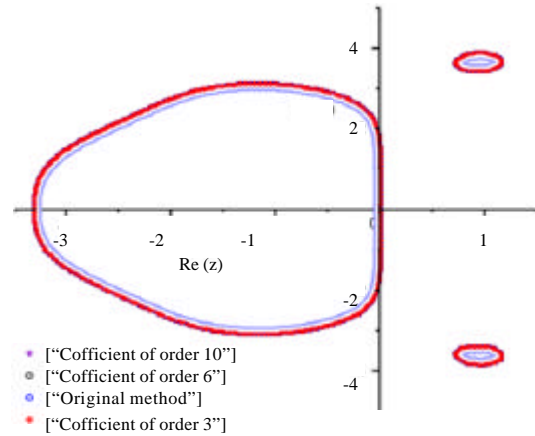 4
2
-3
-2
-1
0
1
Re (z)
-2
-4
["Cofficient of order 10"]
["Cofficient of order 6"]
["Original method"]
["Cofficient of order 3"]